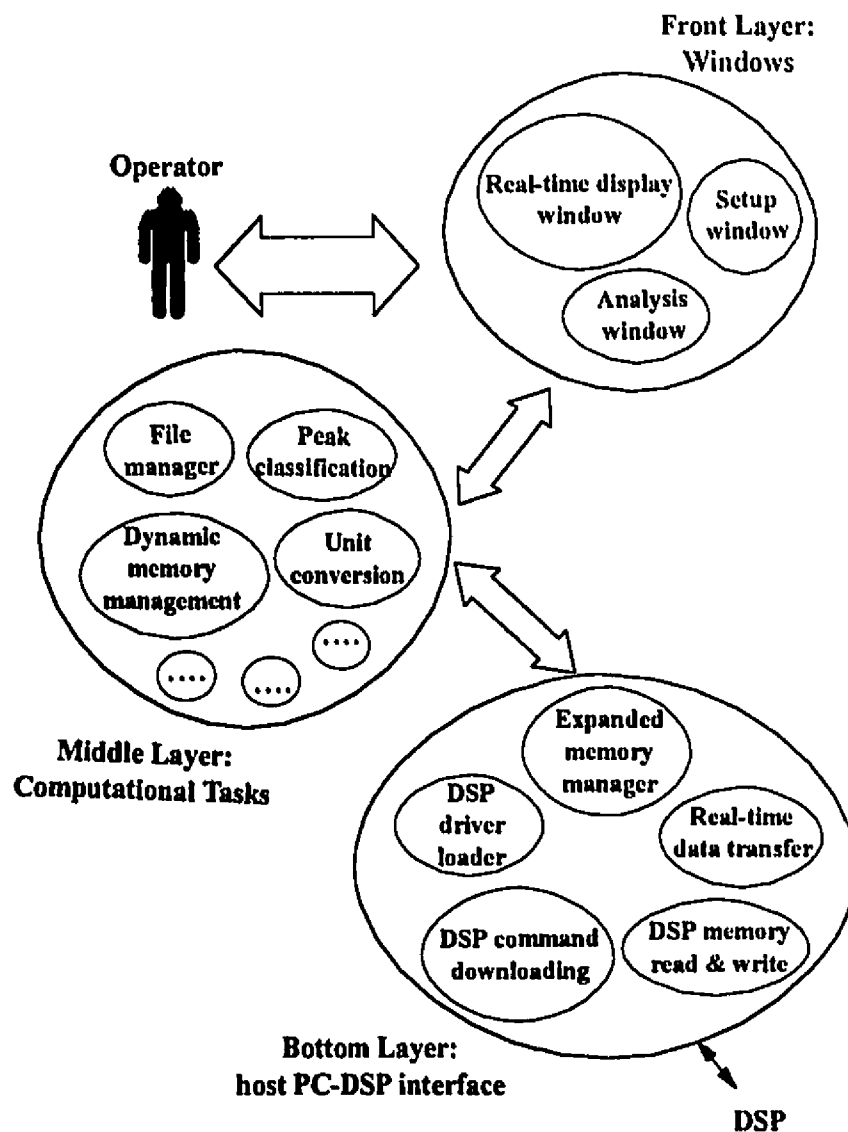 Front Layer:
Windows
Operator
Real-time display
window
Setup
window
Analysis
window
File
manager
Peak
classification
Dynamic
memory
management
Unit
conversion
....
....
....
Middle Layer:
Computational Tasks
Expanded
memory
manager
DSP
driver
loader
Real-time
data transfer
DSP command
downloading
DSP memory
read & write
Bottom Layer:
host PC-DSP interface
DSP